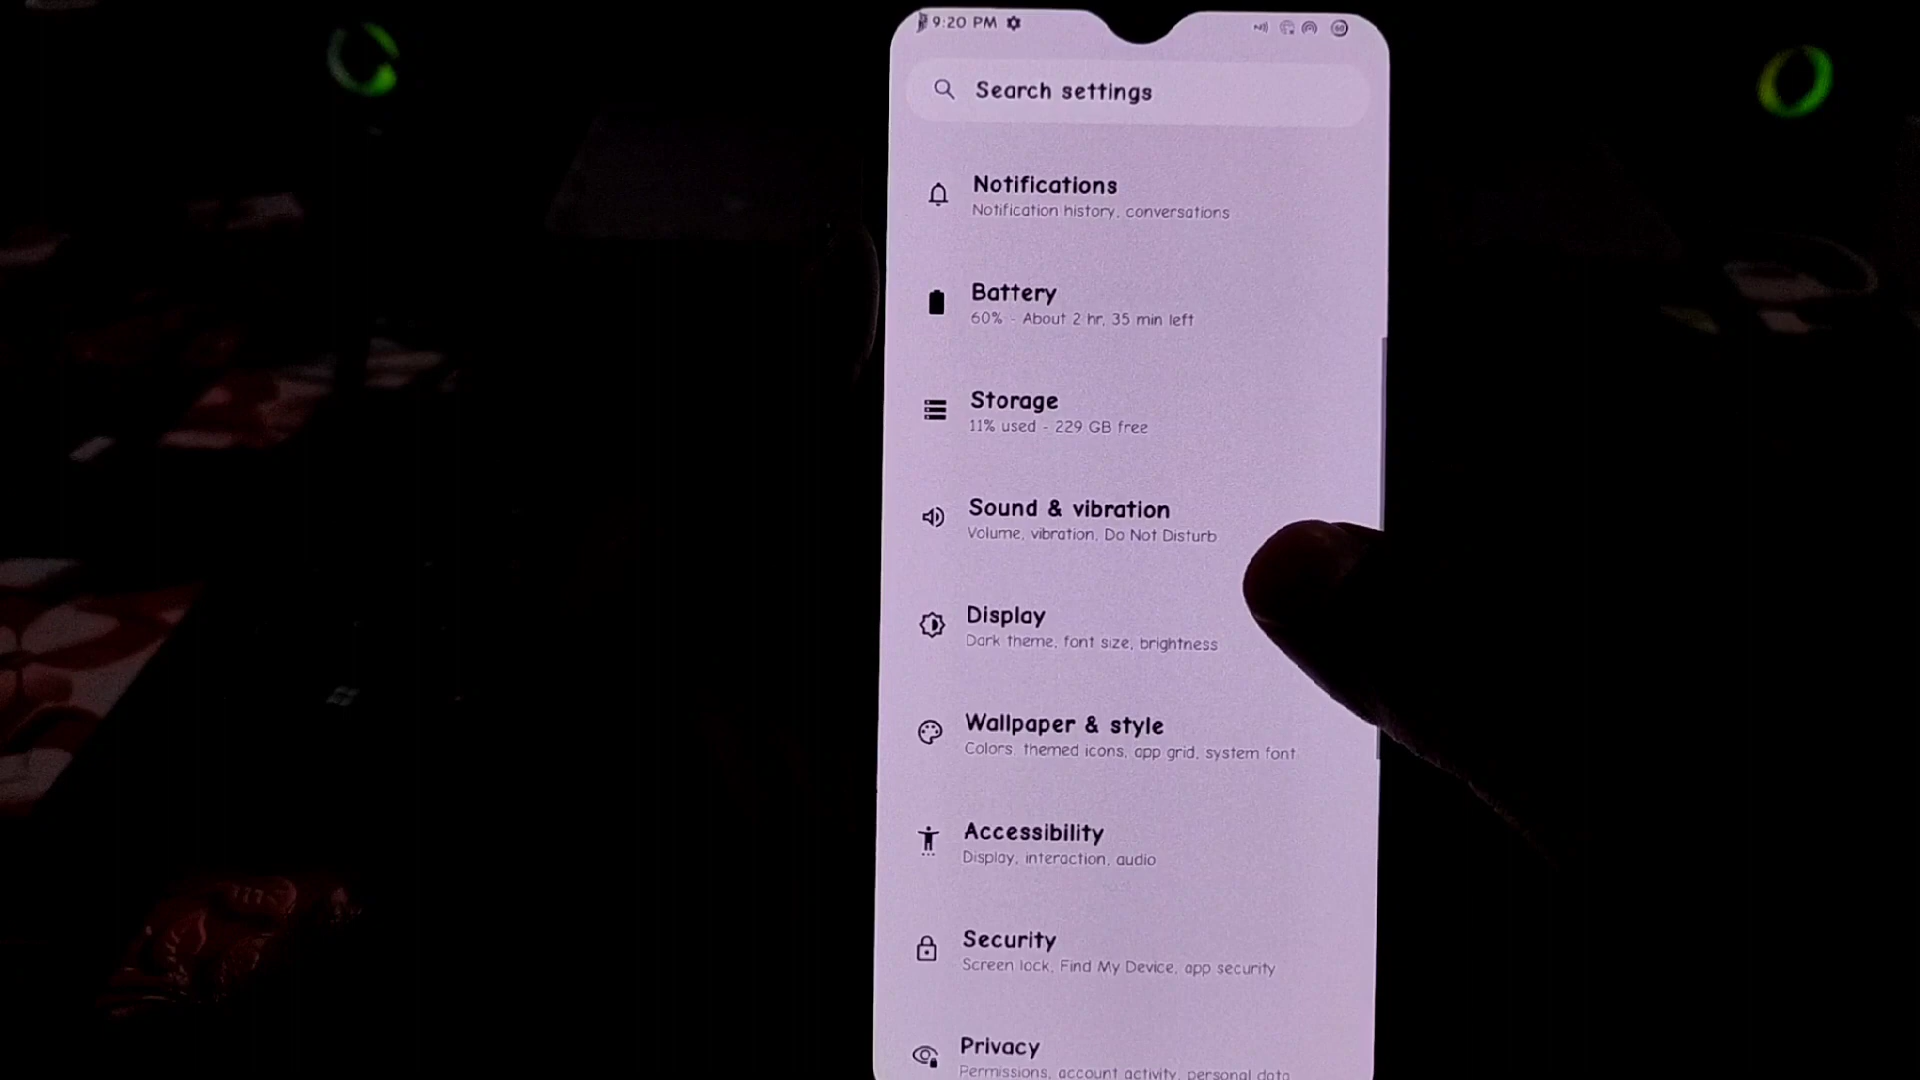 9:20 PM
Search settings
Notifications
Notification history, conversations
Battery
60% - About 2 hr, 35 min left
Storage
11% used - 229 GB free
Sound & vibration
Volume, vibration, Do Not Disturb
Display
Dark theme, font size, brightness
Wallpaper & style
Colors, themed icons, app grid, system font
Accessibility
Display, interaction, audio
Security
Screen lock, Find My Device, app security
Privacy
Permissions, account activity, personal data